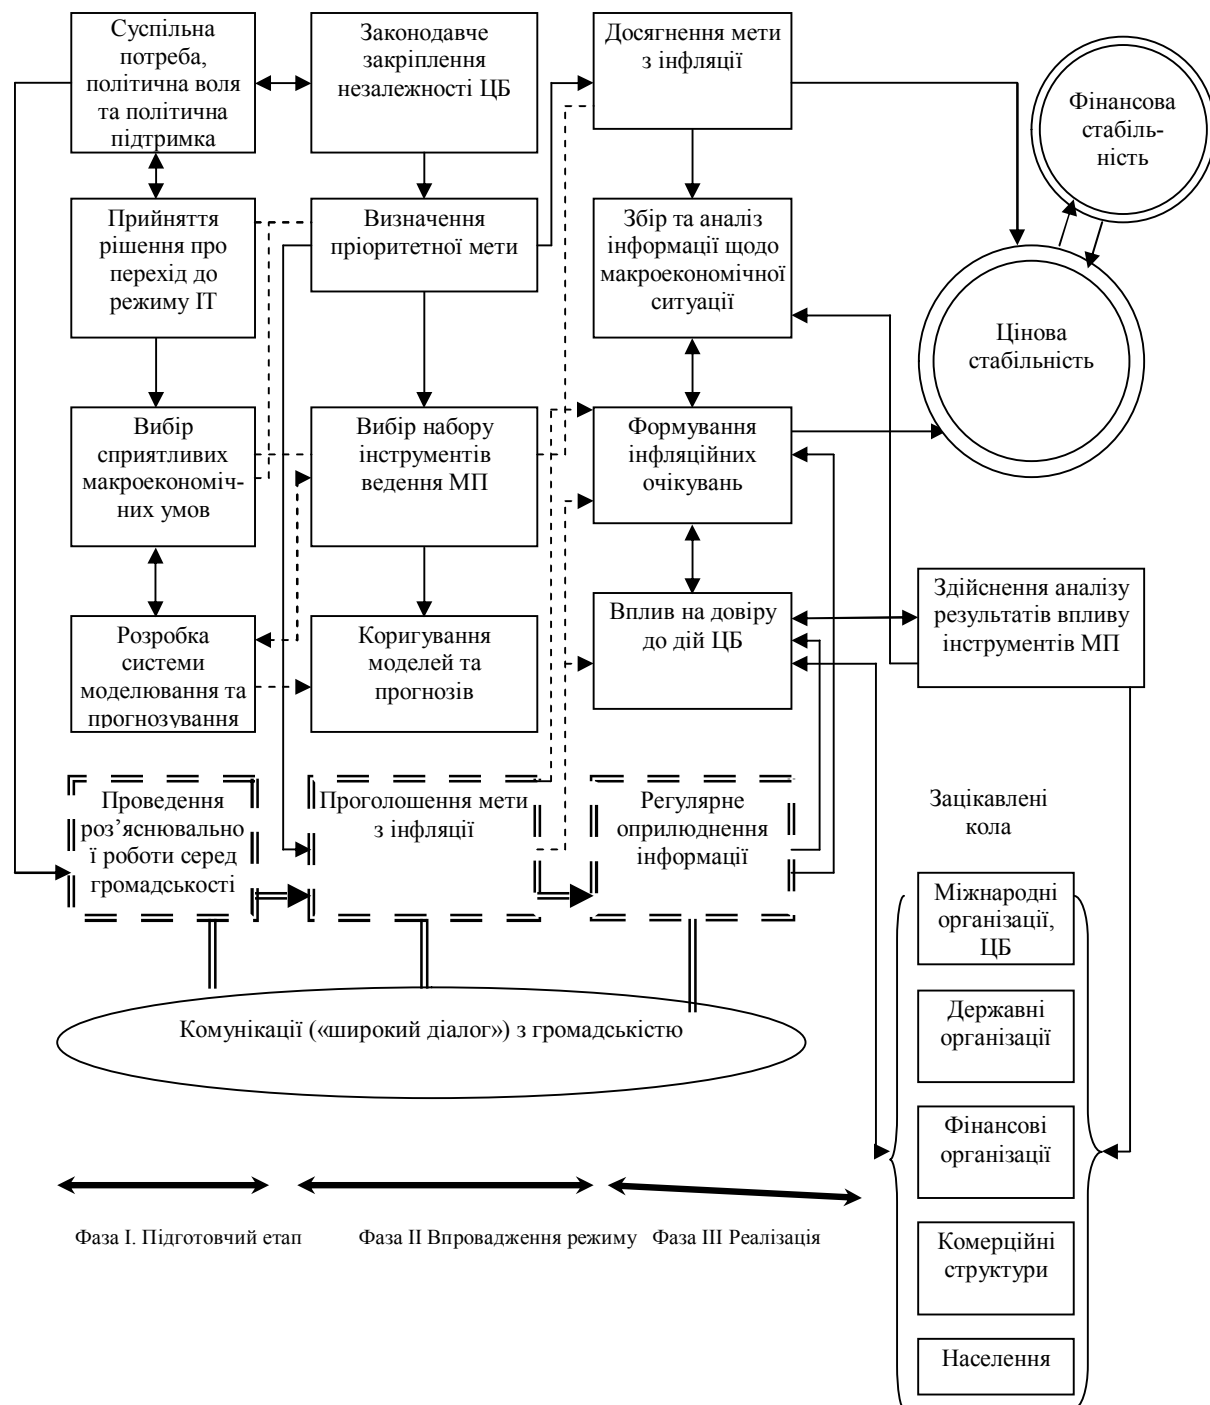 Суспільна
потреба,
політична воля
та політична
підтримка
Законодавче
закріплення
незалежності ЦБ
Досягнення мети
з інфляції
Фінансова
стабіль-
ність
Прийняття
рішення про
перехід до
режиму ІТ
Визначення
пріоритетної мети
Збір та аналіз
інформації щодо
макроекономічної
ситуації
Цінова
стабільність
Вибір
сприятливих
макроекономіч-
них умов
Вибір набору
інструментів
ведення МП
Формування
інфляційних
очікувань
Розробка
системи
моделювання та
прогнозування
Коригування
моделей та
прогнозів
Вплив на довіру
до дій ЦБ
Здійснення аналізу
результатів впливу
інструментів МП
Проведення
роз’яснювально
ї роботи серед
громадськості
Проголошення мети
з інфляції
Регулярне
оприлюднення
інформації
Зацікавлені
кола
Міжнародні
організації,
ЦБ
Державні
організації
Фінансові
організації
Комерційні
структури
Населення
Комунікації («широкий діалог») з громадськістю
Фаза І. Підготовчий етап
Фаза ІІ Впровадження режиму
Фаза ІІІ Реалізація